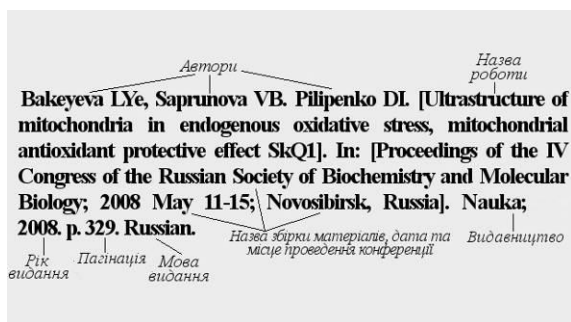 Автори
Назва
роботи
Bakeyeva LYe, Saprunova VB. Pilipenko DI. [Ultrastructure of
mitochondria in endogenous oxidative stress, mitochondrial
antioxidant protective effect SkQ1]. In: [Proceedings of the IV
Congress of the Russian Society of Biochemistry and Molecular
Biology; 2008 May 11-15; Novosibirsk, Russia]. Nauka;
2008. p. 329. Russian.
Назва збірки матеріалів, дата та
місце проведення конференції
Видавництво
Рік
видання
Пагінація
Мова
видання